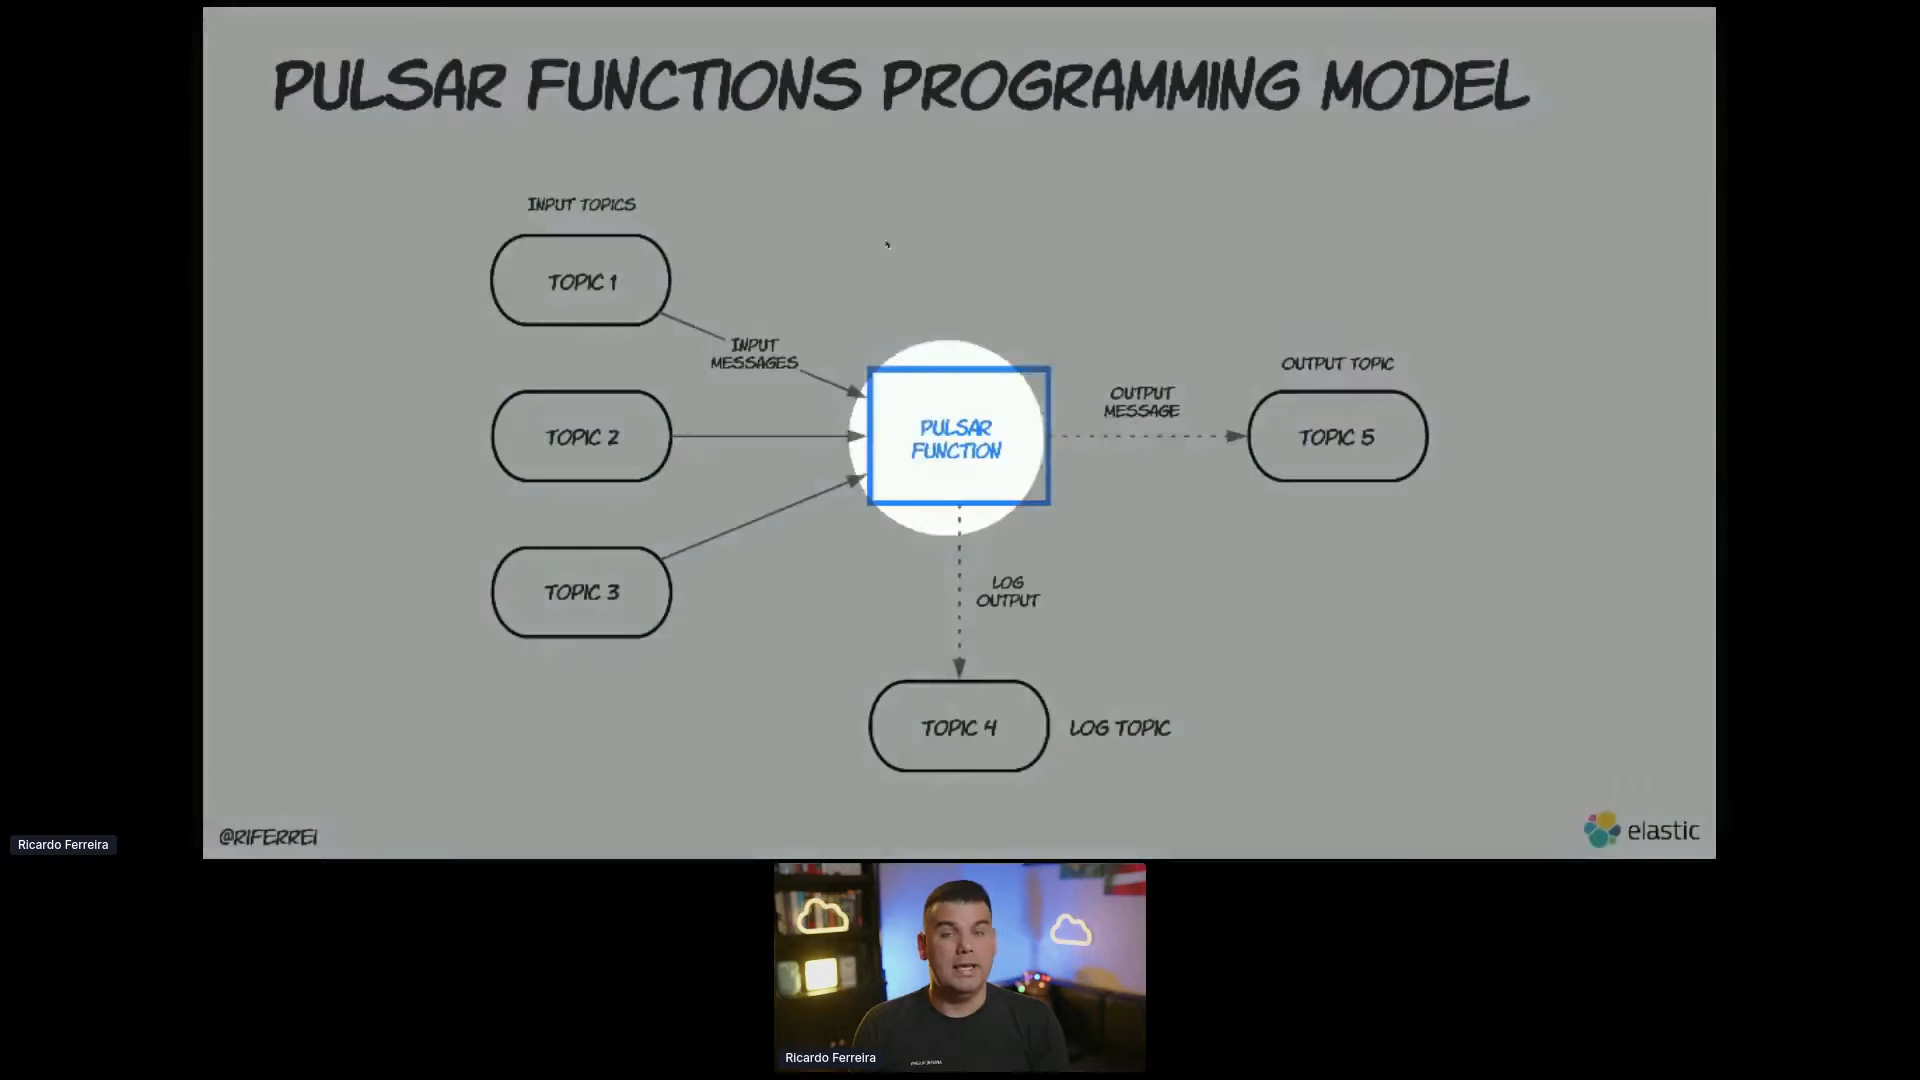 PULSAR FUNCTIONS PROGRAMMING MODEL
INPUT TOPICS
TOPIC 1
INPUT
MESSAGES
TOPIC 2
TOPIC 3
PULSAR
FUNCTION
OUTPUT
MESSAGE
OUTPUT TOPIC
TOPIC 5
LOG
OUTPUT
TOPIC 4
LOG TOPIC
@RIFERREI
elastic
Ricardo Ferreira
Ricardo Ferreira